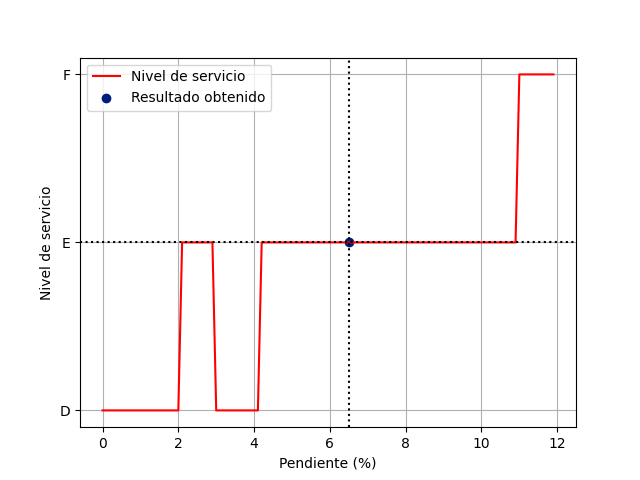 Nivel de servicio
Resultado obtenido
F
E
D
Nivel de servicio
0 2 4 6 8 10 12
Pendiente (%)